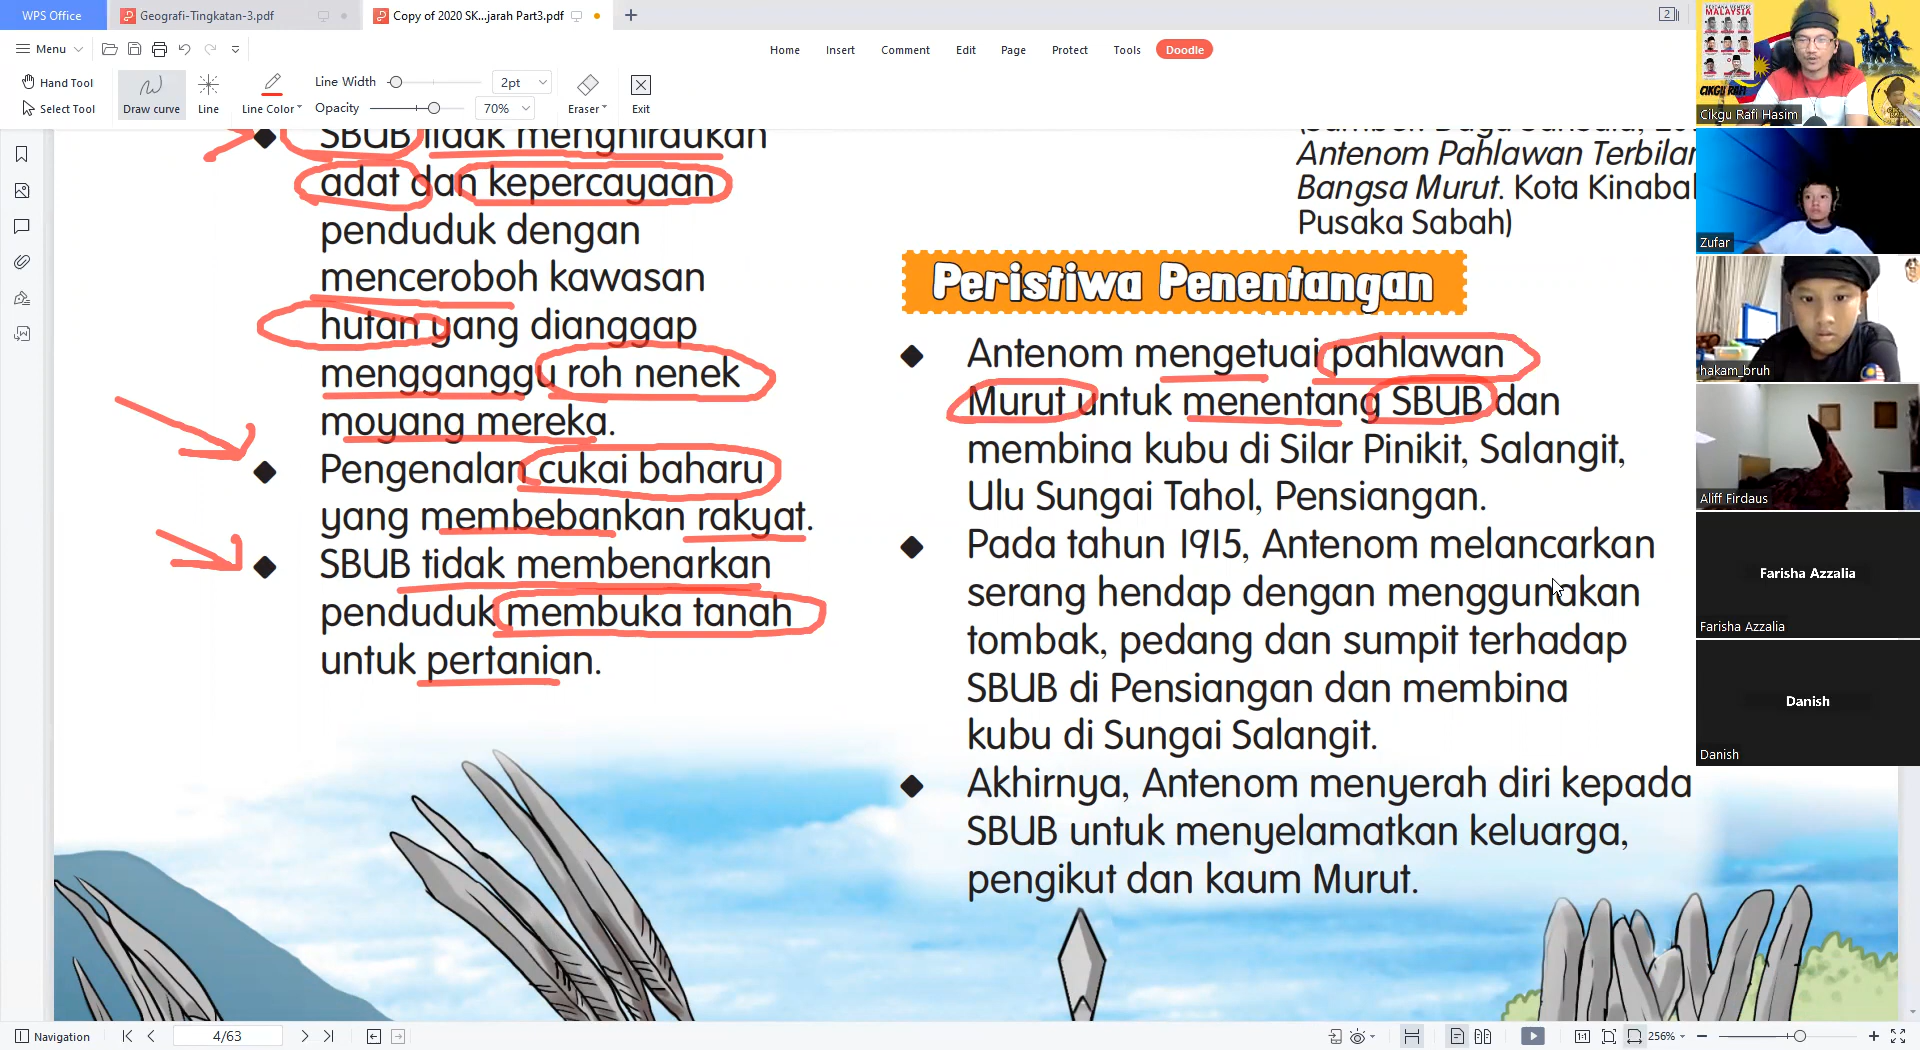 WPS Office
Geografi-Tingkatan-3.pdf
Copy of 2020 SK...jarah Part3.pdf
2
Menu
Home
Insert
Comment
Edit
Page
Protect
Tools
Doodle
Hand Tool
Select Tool
Draw curve
Line
Line Color
Line Width
2pt
Opacity
70%
Eraser
Exit
SBUB tidak menghiraukan
adat dan kepercayaan
penduduk dengan
menceroboh kawasan
hutan yang dianggap
mengganggu roh nenek
moyang mereka.
Pengenalan cukai baharu
yang membebankan rakyat.
SBUB tidak membenarkan
penduduk membuka tanah
untuk pertanian.
Antenom Pahlawan Terbilan
Bangsa Murut. Kota Kinabal
Pusaka Sabah)
Peristiwa Penentangan
Antenom mengetuai pahlawan
Murut untuk menentang SBUB dan
membina kubu di Silar Pinikit, Salangit,
Ulu Sungai Tahol, Pensiangan.
Pada tahun 1915, Antenom melancarkan
serang hendap dengan menggunakan
tombak, pedang dan sumpit terhadap
SBUB di Pensiangan dan membina
kubu di Sungai Salangit.
Akhirnya, Antenom menyerah diri kepada
SBUB untuk menyelamatkan keluarga,
pengikut dan kaum Murut.
MALAYSIA
CIKGU RAFI
Cikgu Rafi Hasim
Zufar
hakam_bruh
Aliff Firdaus
Farisha Azzalia
Farisha Azzalia
Danish
Danish
Navigation
4/63
1:1
256%